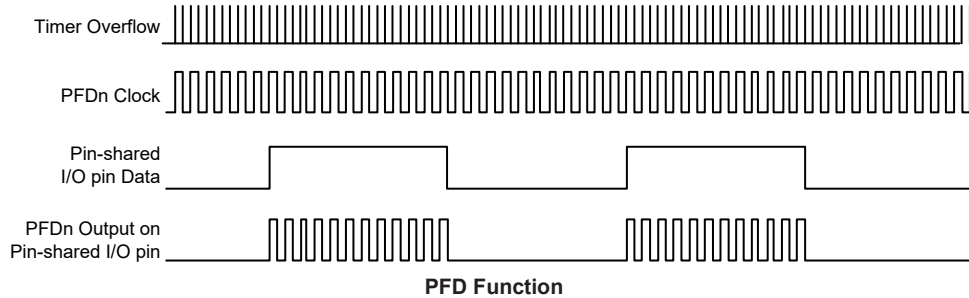 Timer Overflow
PFDn Clock
Pin-shared
I/O pin Data
PFDn Output on
Pin-shared I/O pin
PFD Function